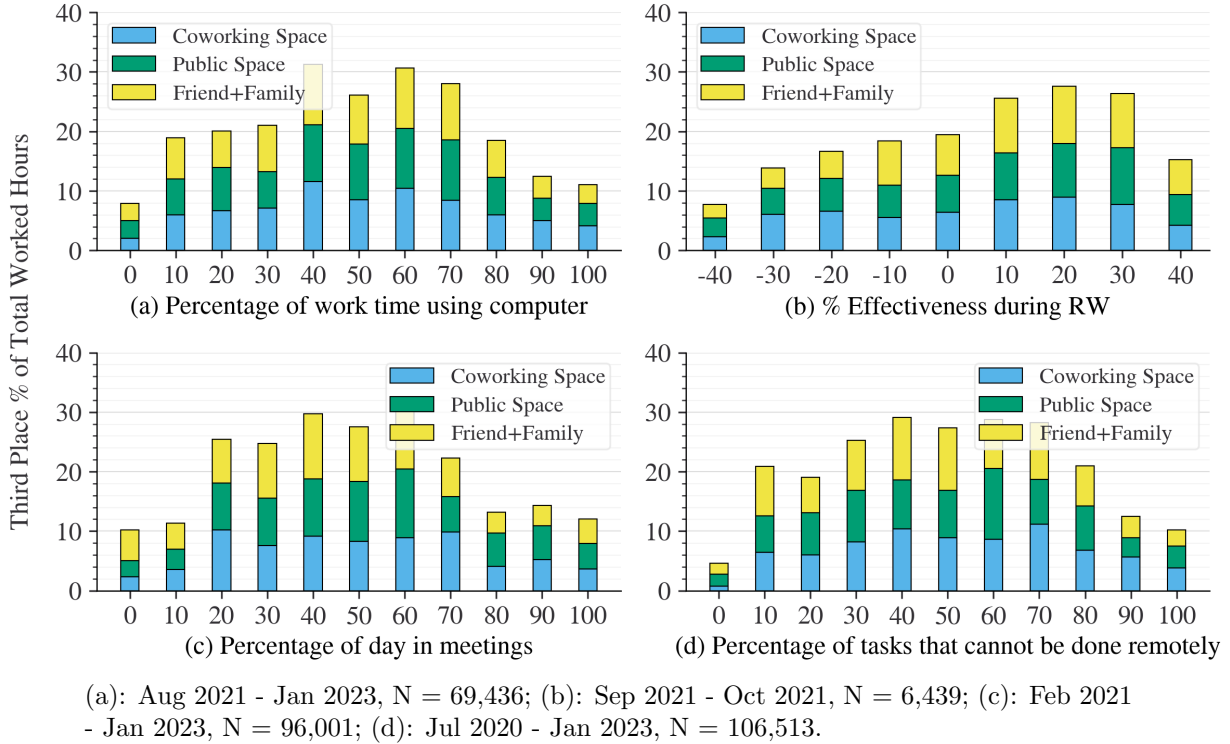 Third Place % of Total Worked Hours
40
30
20
10
0
Coworking Space
Public Space
Friend+Family
0 10 20 30 40 50 60 70 80 90 100
(a) Percentage of work time using computer
40
30
20
10
0
Coworking Space
Public Space
Friend+Family
-40 -30 -20 -10 0 10 20 30 40
(b) % Effectiveness during RW
40
30
20
10
0
Coworking Space
Public Space
Friend+Family
0 10 20 30 40 50 60 70 80 90 100
(c) Percentage of day in meetings
40
30
20
10
0
Coworking Space
Public Space
Friend+Family
0 10 20 30 40 50 60 70 80 90 100
(d) Percentage of tasks that cannot be done remotely
(a): Aug 2021 - Jan 2023, N = 69,436; (b): Sep 2021 - Oct 2021, N = 6,439; (c): Feb 2021
- Jan 2023, N = 96,001; (d): Jul 2020 - Jan 2023, N = 106,513.